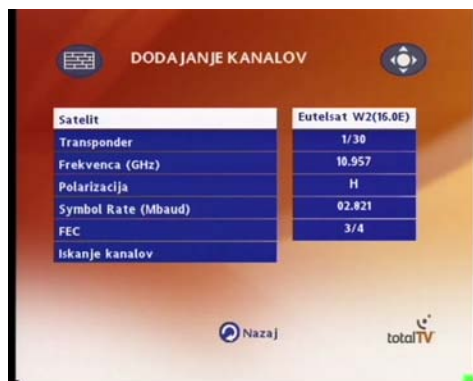 DODAJANJE KANALOV
Satelit Eutelsat W2(16.0E)
Transponder 1/30
Frekvenca (GHz) 10.957
Polarizacija H
Symbol Rate (Mbaud) 02.821
FEC 3/4
Iskanje kanalov
Nazaj
totalTV